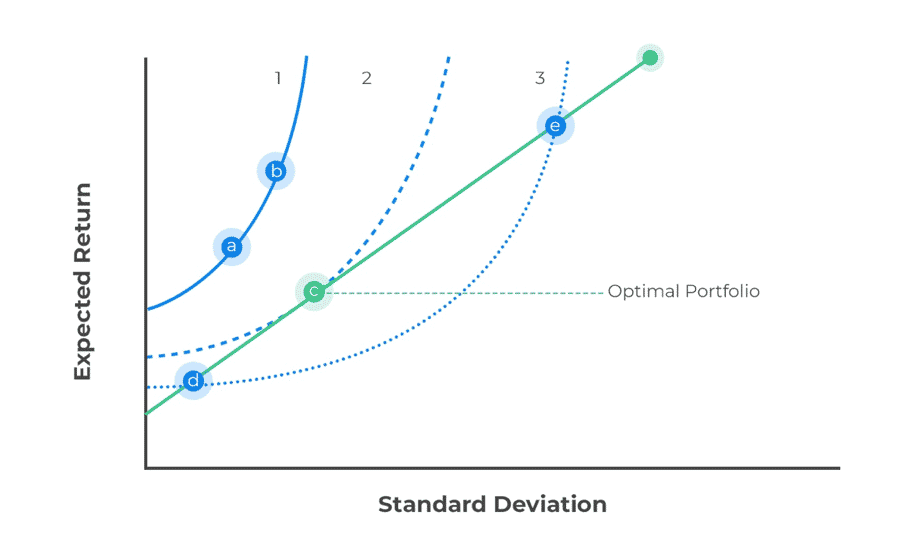 1
2
3
e
b
a
c
Optimal Portfolio
d
Expected Return
Standard Deviation